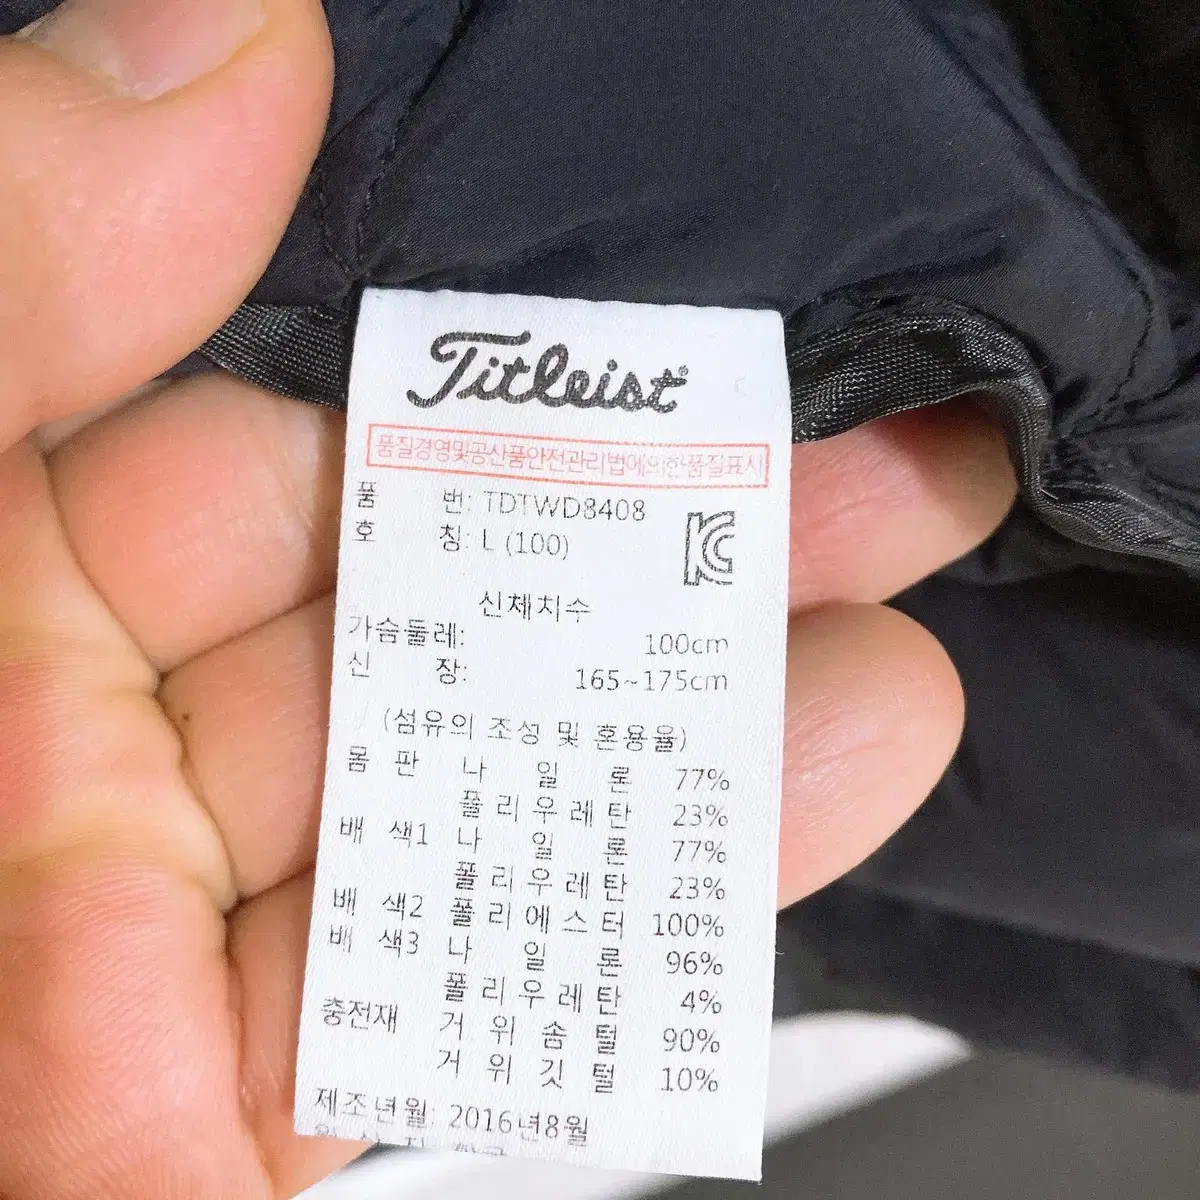 Titleist®
품질경영및공산품안전관리법에의한품질표시
품 번: TDTWD8408
호 칭: L (100)
KC
신체치수
가슴둘레: 100cm
신 장: 165~175cm
(섬유의 조성 및 혼용율)
몸 판 나 일 론 77%
폴 리 우 레 탄 23%
배 색1 나 일 론 77%
폴 리 우 레 탄 23%
배 색2 폴 리 에 스 터 100%
배 색3 나 일 론 96%
폴 리 우 레 탄 4%
충전재 거 위 솜 털 90%
거 위 깃 털 10%
제조년월: 2016년8월